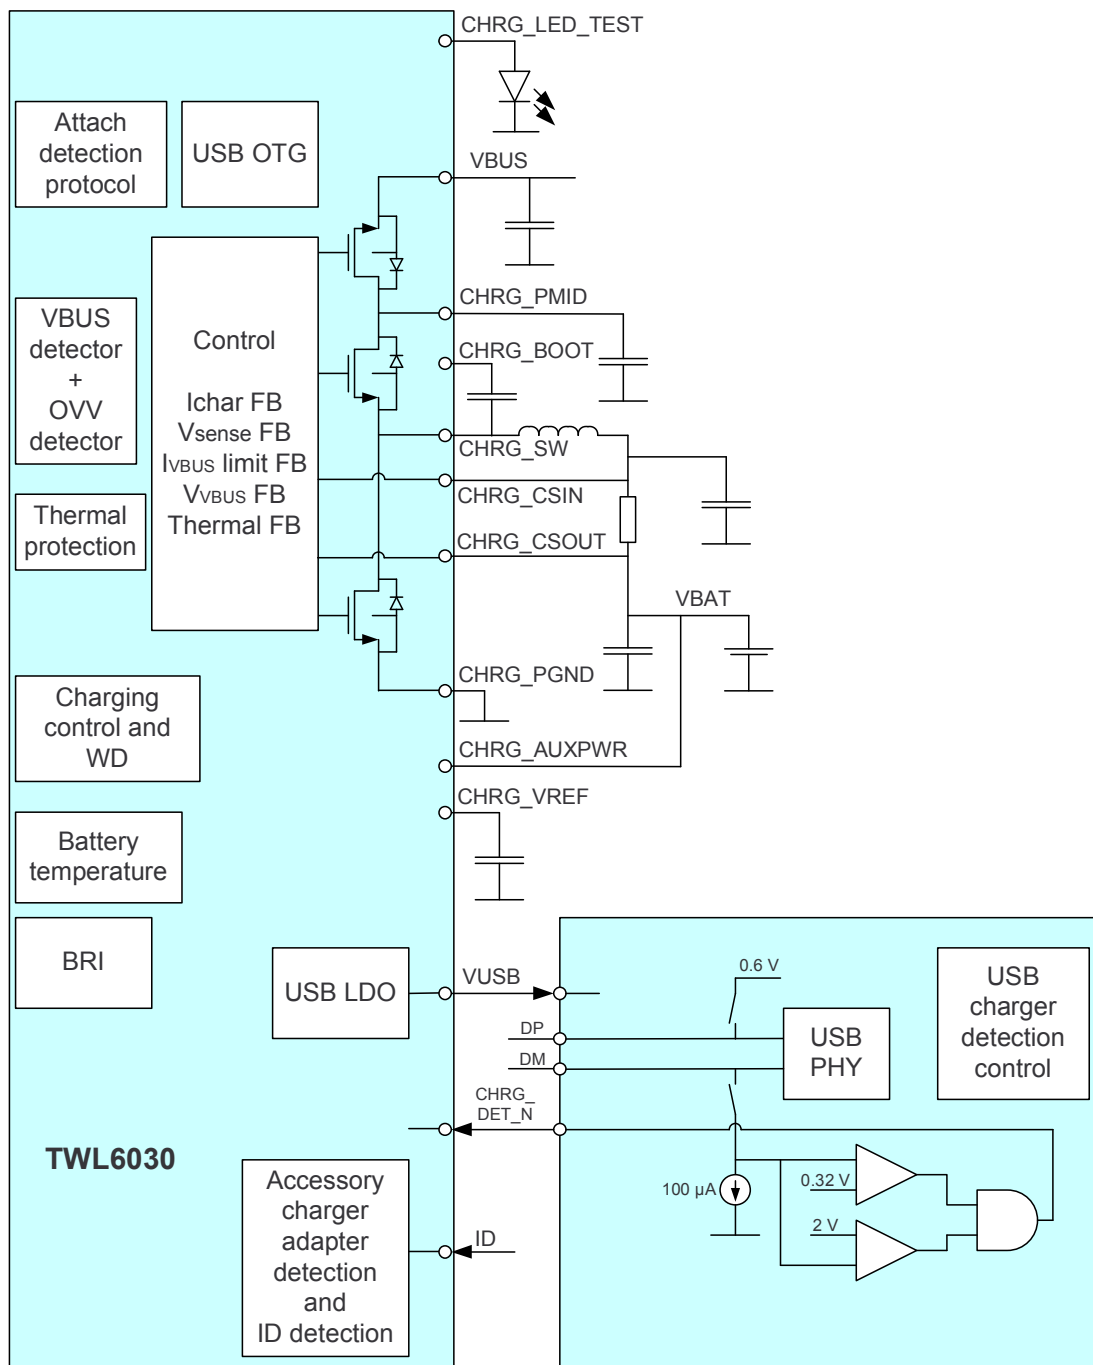 CHRG_LED_TEST
Attach
detection
protocol
USB OTG
VBUS
CHRG_PMID
VBUS
detector
+
OVV
detector
Control
Ichar FB
Vsense FB
IVBUS limit FB
VVBUS FB
Thermal FB
CHRG_BOOT
CHRG_SW
CHRG_CSIN
Thermal
protection
CHRG_CSOUT
VBAT
CHRG_PGND
Charging
control and
WD
CHRG_AUXPWR
CHRG_VREF
Battery
temperature
BRI
USB LDO
VUSB
0.6 V
USB
charger
detection
control
DP
DM
USB
PHY
CHRG_
DET_N
TWL6030
Accessory
charger
adapter
detection
and
ID detection
ID
100 µA
0.32 V
2 V